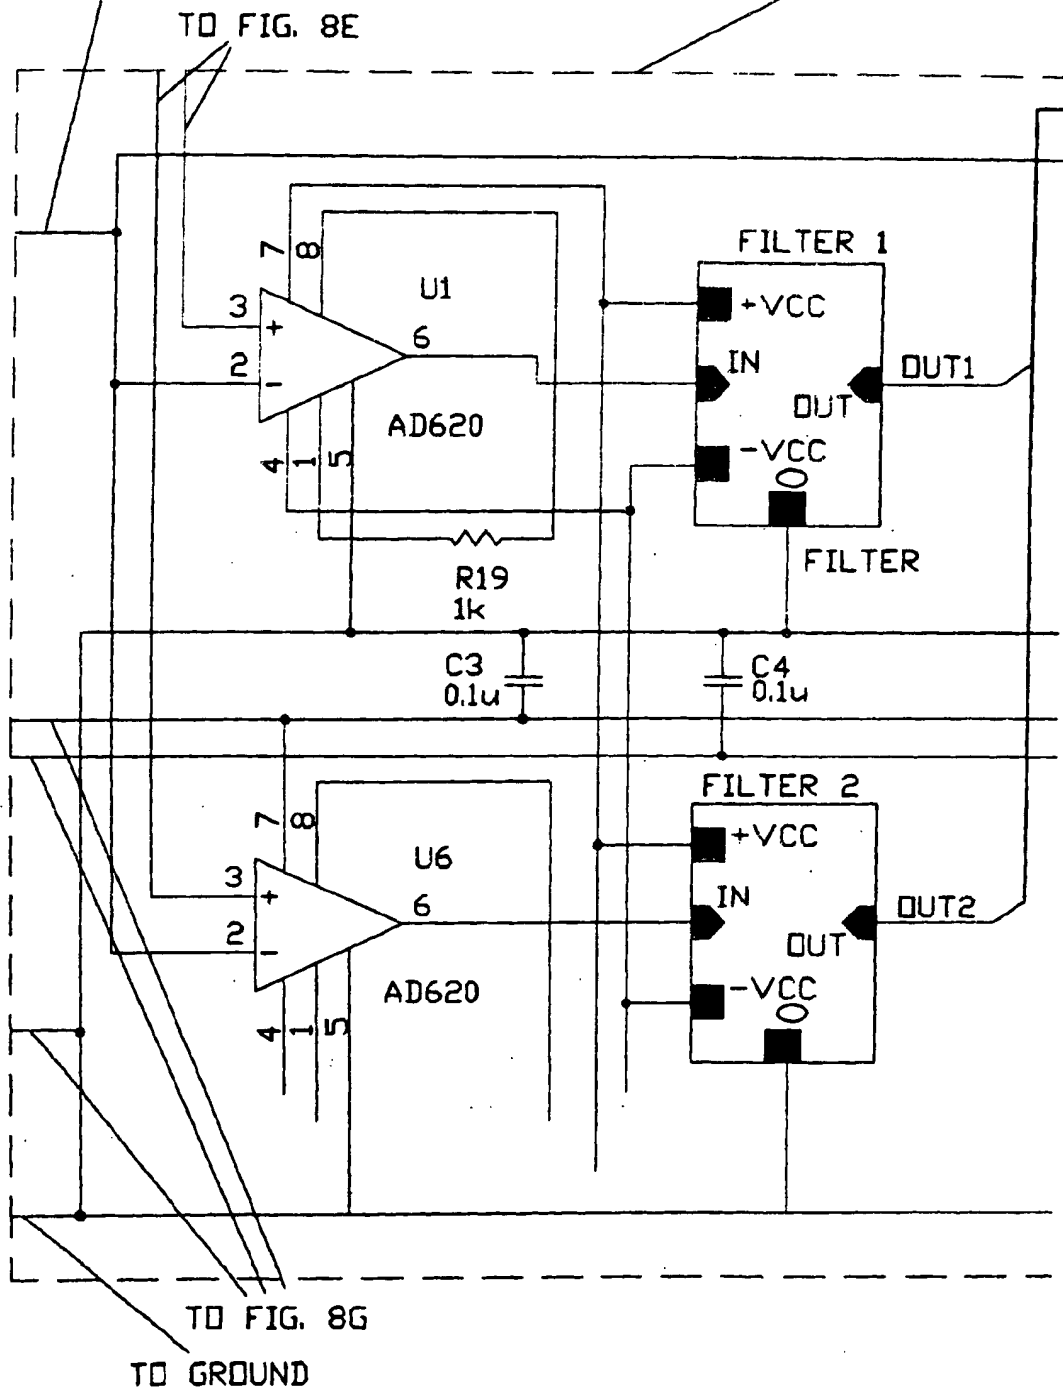 TO FIG. 8E
FILTER 1
7
8
U1
3
+
+VCC
6
2
-
IN
OUT1
OUT
AD620
4
1
5
-VCC
0
FILTER
R19
1k
C3
0.1u
C4
0.1u
FILTER 2
7
8
U6
+VCC
3
+
6
IN
OUT2
2
-
OUT
AD620
-VCC
4
1
5
0
TO FIG. 8G
TO GROUND